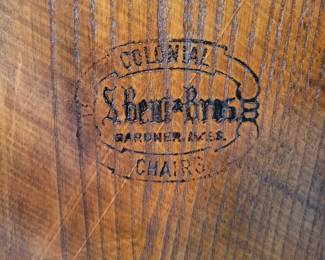 COLONIAL
S. Bent & Bros.
GARDNER, MASS.
CHAIRS